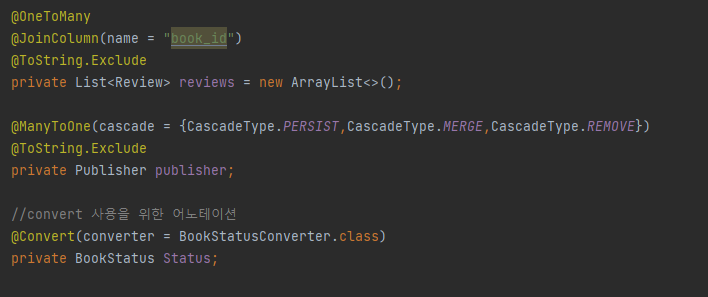 @OneToMany
@JoinColumn(name = "book_id")
@ToString.Exclude
private List<Review> reviews = new ArrayList<>();
@ManyToOne(cascade = {CascadeType.PERSIST,CascadeType.MERGE,CascadeType.REMOVE})
@ToString.Exclude
private Publisher publisher;
//convert 사용을 위한 어노테이션
@Convert(converter = BookStatusConverter.class)
private BookStatus Status;